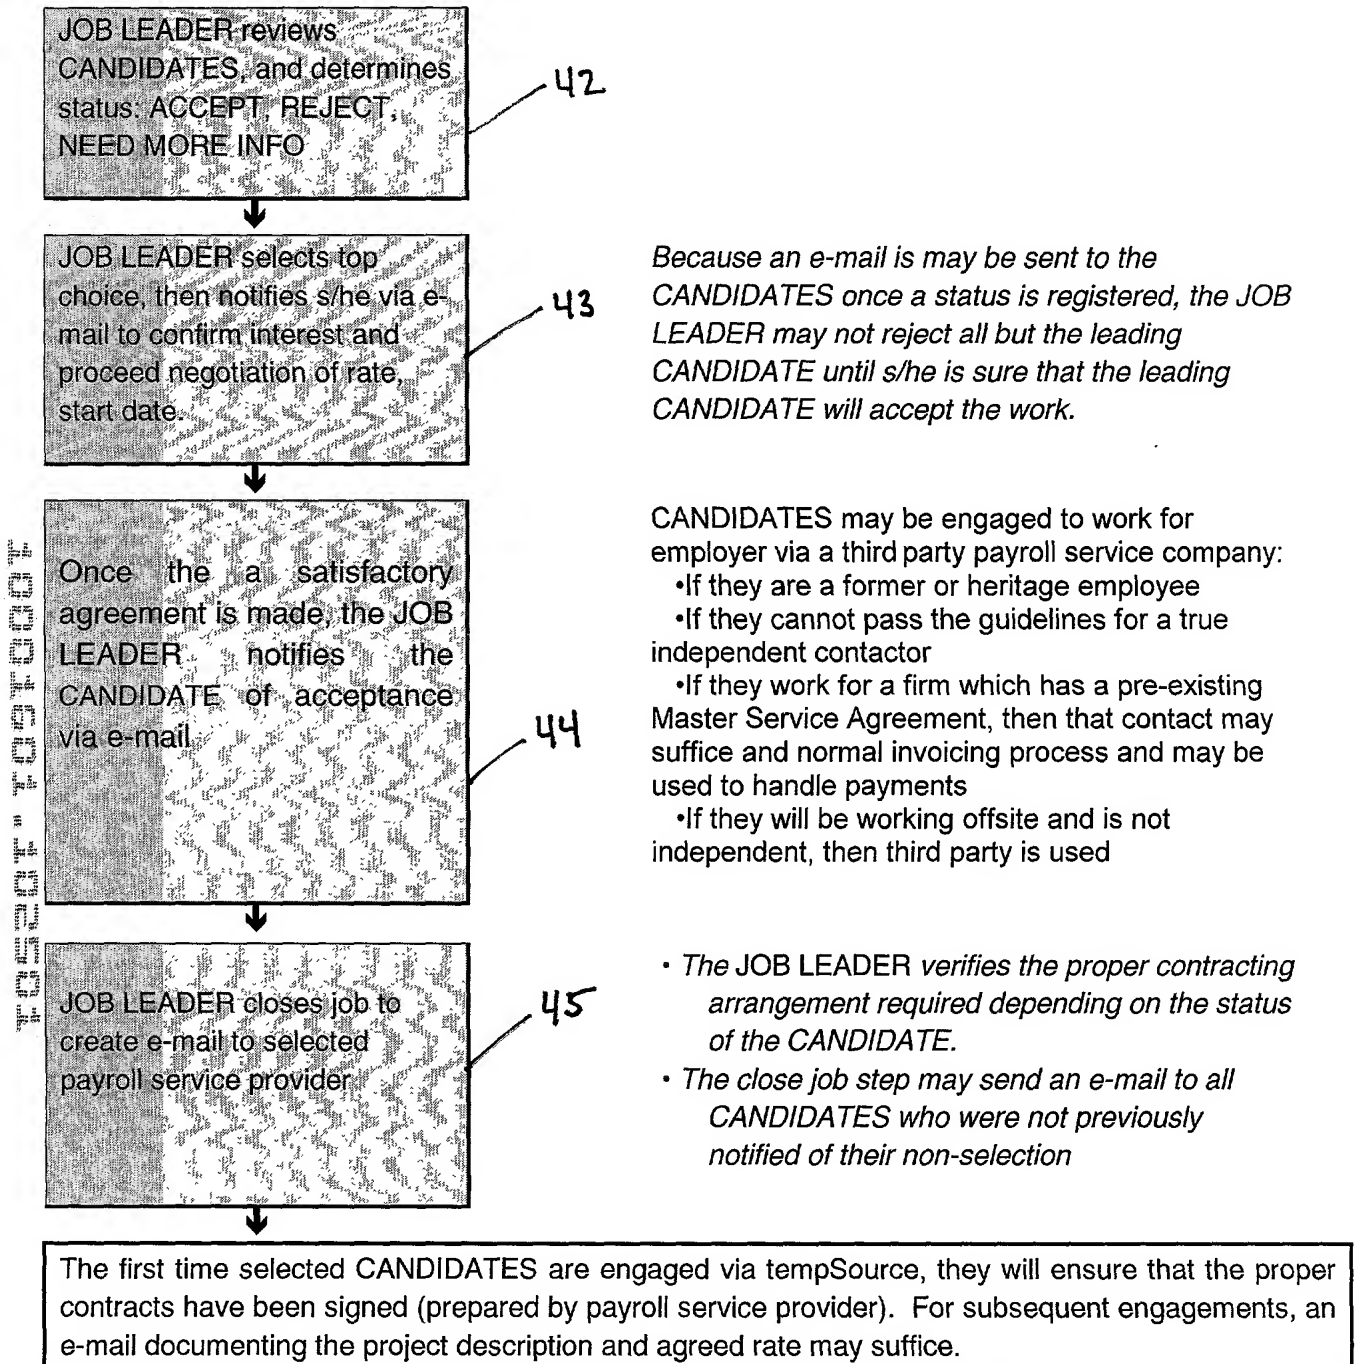 JOB LEADER reviews
CANDIDATES, and determines
status: ACCEPT, REJECT,
NEED MORE INFO
42
JOB LEADER selects top
choice, then notifies s/he via e-
mail to confirm interest and
proceed negotiation of rate,
start date.
43
Because an e-mail is may be sent to the
CANDIDATES once a status is registered, the JOB
LEADER may not reject all but the leading
CANDIDATE until s/he is sure that the leading
CANDIDATE will accept the work.
Once the a satisfactory
agreement is made, the JOB
LEADER notifies the
CANDIDATE of acceptance
via e-mail
44
CANDIDATES may be engaged to work for
employer via a third party payroll service company:
•If they are a former or heritage employee
•If they cannot pass the guidelines for a true
independent contactor
•If they work for a firm which has a pre-existing
Master Service Agreement, then that contact may
suffice and normal invoicing process and may be
used to handle payments
•If they will be working offsite and is not
independent, then third party is used
JOB LEADER closes job to
create e-mail to selected
payroll service provider
45
• The JOB LEADER verifies the proper contracting
arrangement required depending on the status
of the CANDIDATE.
• The close job step may send an e-mail to all
CANDIDATES who were not previously
notified of their non-selection
The first time selected CANDIDATES are engaged via tempSource, they will ensure that the proper
contracts have been signed (prepared by payroll service provider). For subsequent engagements, an
e-mail documenting the project description and agreed rate may suffice.